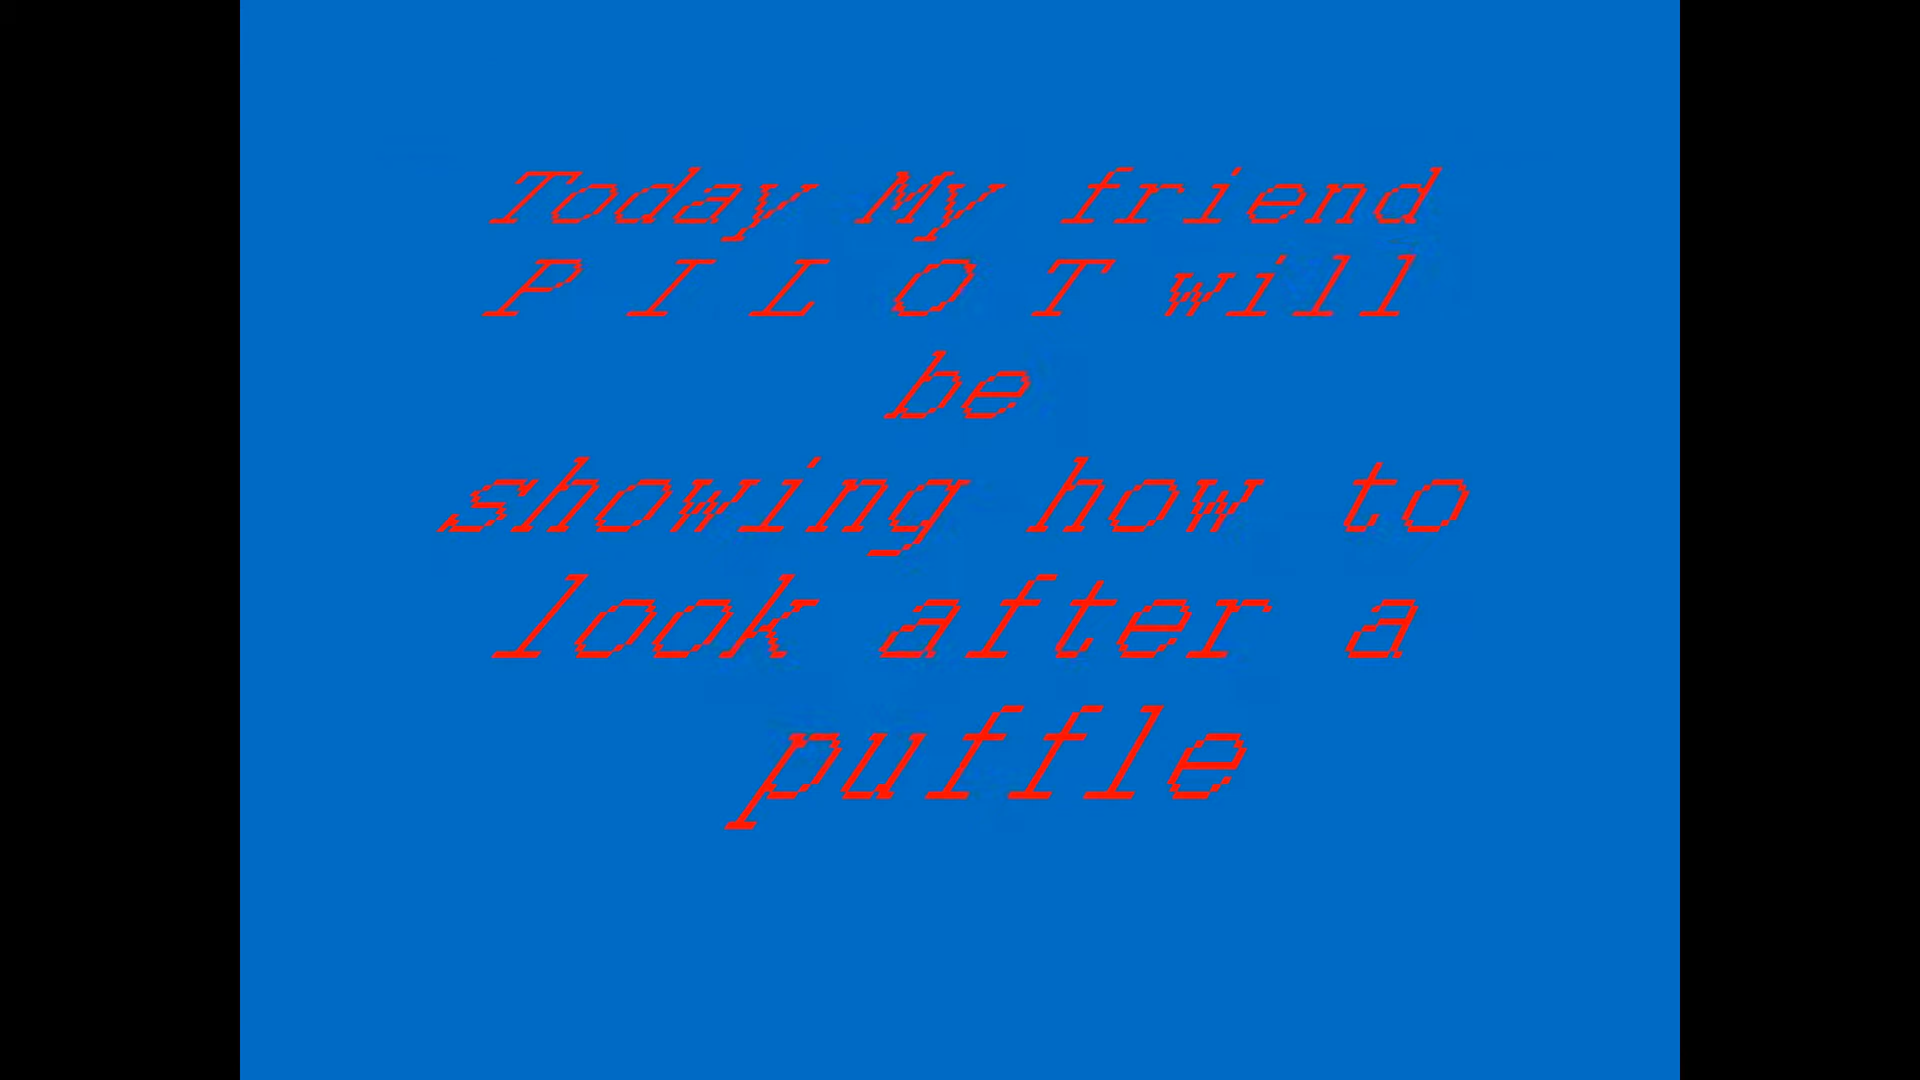 Today My friend
P I L O T will
be
showing how to
look after a
puffle